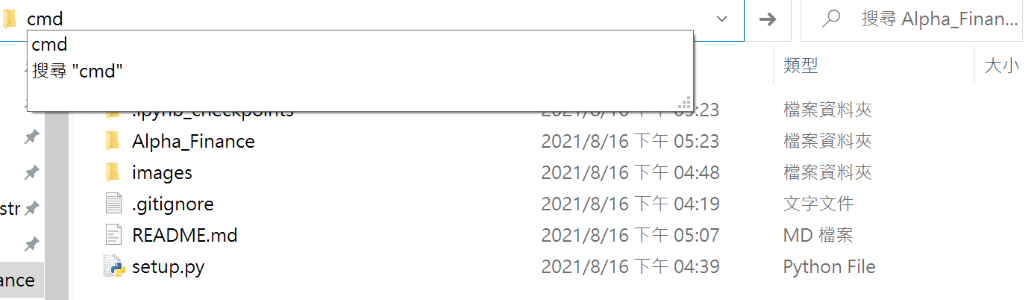 cmd
搜尋 Alpha_Finan...
cmd
搜尋 "cmd"
類型
大小
.ipynb_checkpoints 2021/8/16 下午 05:23 檔案資料夾
Alpha_Finance 2021/8/16 下午 05:23 檔案資料夾
images 2021/8/16 下午 04:48 檔案資料夾
str .gitignore 2021/8/16 下午 04:19 文字文件
README.md 2021/8/16 下午 05:07 MD 檔案
ance setup.py 2021/8/16 下午 04:39 Python File